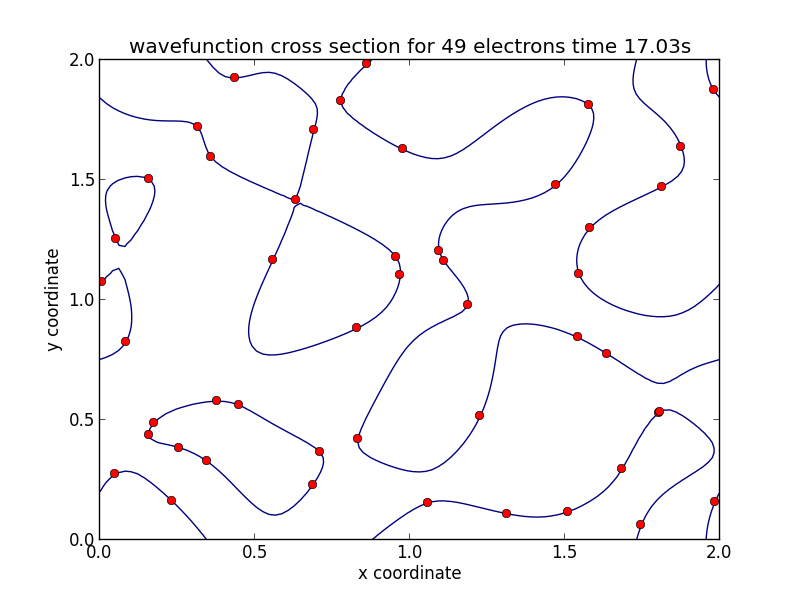 wavefunction cross section for 49 electrons time 17.03s
2.0
1.5
1.0
0.5
0.0
y coordinate
0.0 0.5 1.0 1.5 2.0
x coordinate